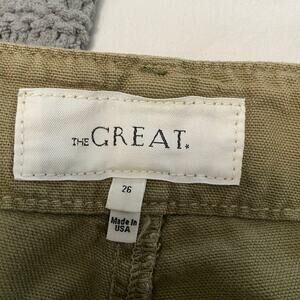 THE GREAT.
26
Made In
USA